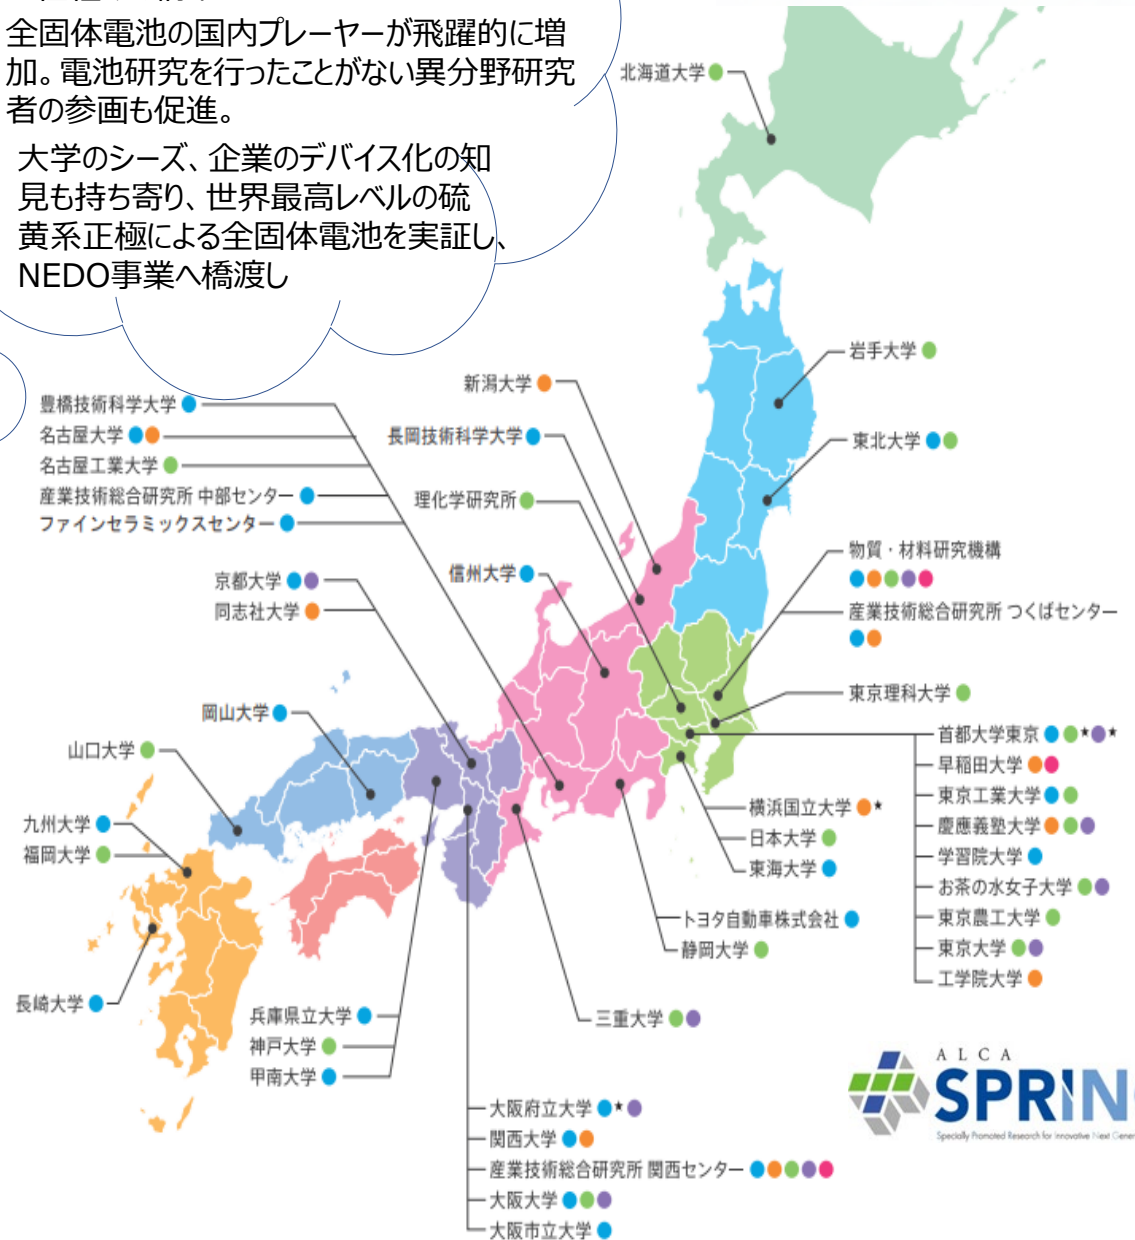 全固体電池の国内プレーヤーが飛躍的に増
加。電池研究を行ったことがない異分野研究
者の参画も促進。
大学のシーズ、企業のデバイス化の知
見も持ち寄り、世界最高レベルの硫
黄系正極による全固体電池を実証し、
NEDO事業へ橋渡し
北海道大学
岩手大学
東北大学
物質・材料研究機構
産業技術総合研究所 つくばセンター
東京理科大学
首都大学東京 ★ ★
早稲田大学
東京工業大学
慶應義塾大学
学習院大学
お茶の水女子大学
東京農工大学
東京大学
工学院大学
新潟大学
長岡技術科学大学
理化学研究所
信州大学
豊橋技術科学大学
名古屋大学
名古屋工業大学
産業技術総合研究所 中部センター
ファインセラミックスセンター
京都大学
同志社大学
岡山大学
山口大学
九州大学
福岡大学
長崎大学
兵庫県立大学
神戸大学
甲南大学
横浜国立大学 ★
日本大学
東海大学
トヨタ自動車株式会社
静岡大学
三重大学
大阪府立大学 ★
関西大学
産業技術総合研究所 関西センター
大阪大学
大阪市立大学
ALCA
SPRIN
Specially Promoted Research for Innovative Next Gener